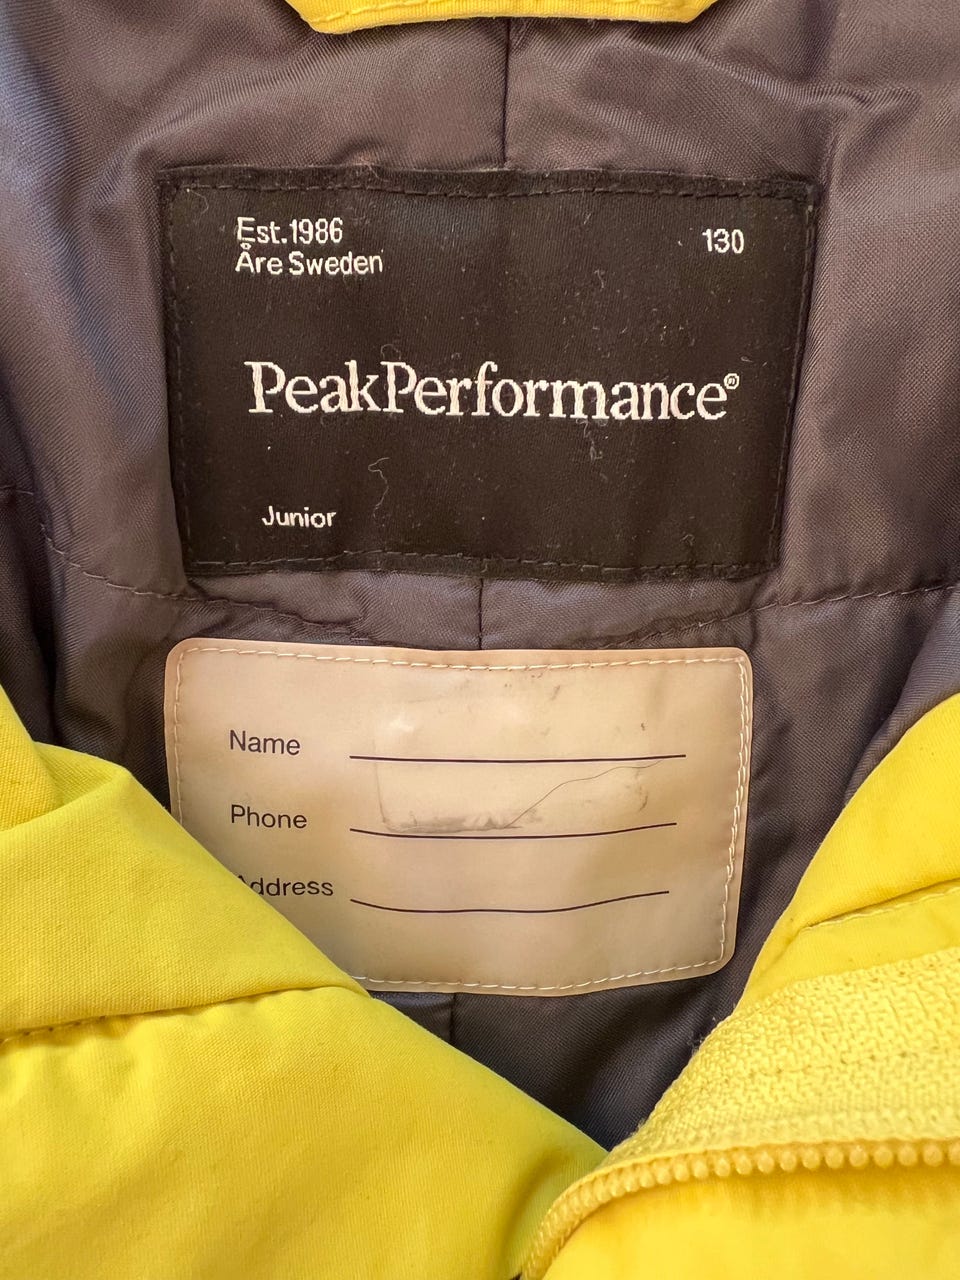 Est.1986
Åre Sweden
130
PeakPerformance®
Junior
Name
Phone
Address